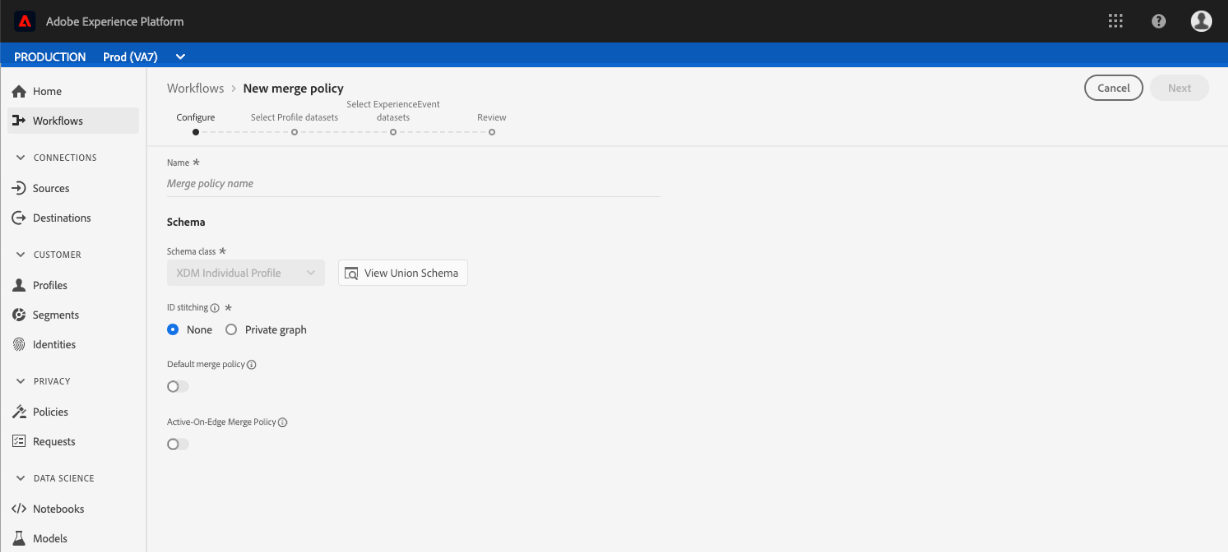 Adobe Experience Platform
PRODUCTION Prod (VA7)
Home
Workflows
CONNECTIONS
Sources
Destinations
CUSTOMER
Profiles
Segments
Identities
PRIVACY
Policies
Requests
DATA SCIENCE
Notebooks
Models
Workflows > New merge policy
Cancel
Next
Configure
Select Profile datasets
Select ExperienceEvent
datasets
Review
Name *
Merge policy name
Schema
Schema class *
XDM Individual Profile
View Union Schema
ID stitching *
None
Private graph
Default merge policy
Active-On-Edge Merge Policy